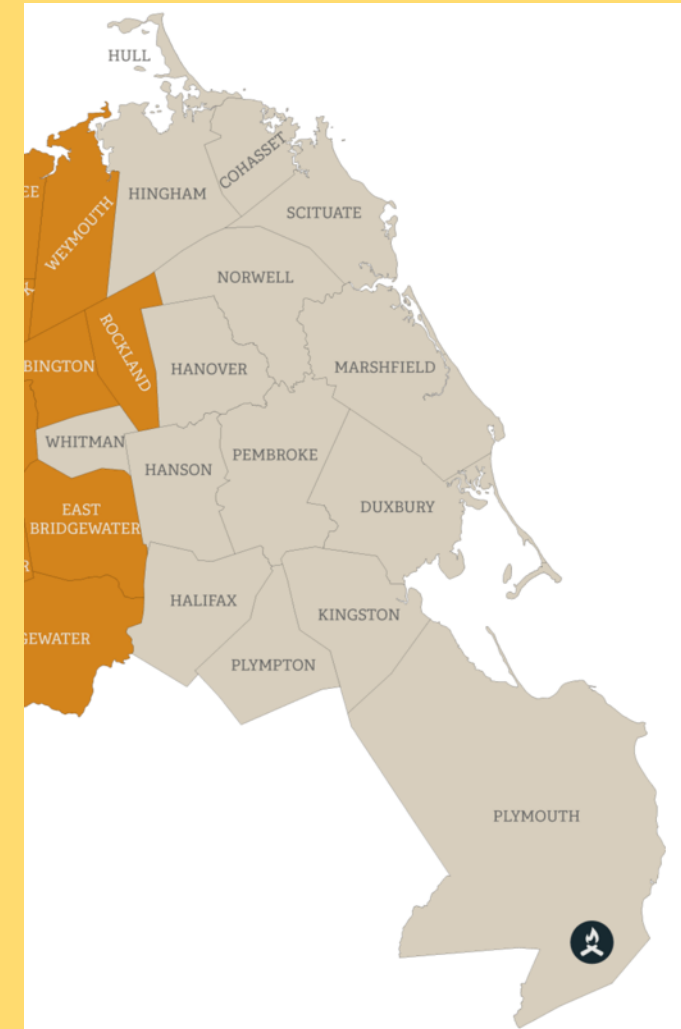 HULL
HINGHAM
COHASSET
SCITUATE
EE
WEYMOUTH
NORWELL
K
ROCKLAND
BINGTON
HANOVER
MARSHFIELD
WHITMAN
HANSON
PEMBROKE
DUXBURY
EAST
BRIDGEWATER
R
HALIFAX
KINGSTON
GEWATER
PLYMPTON
PLYMOUTH